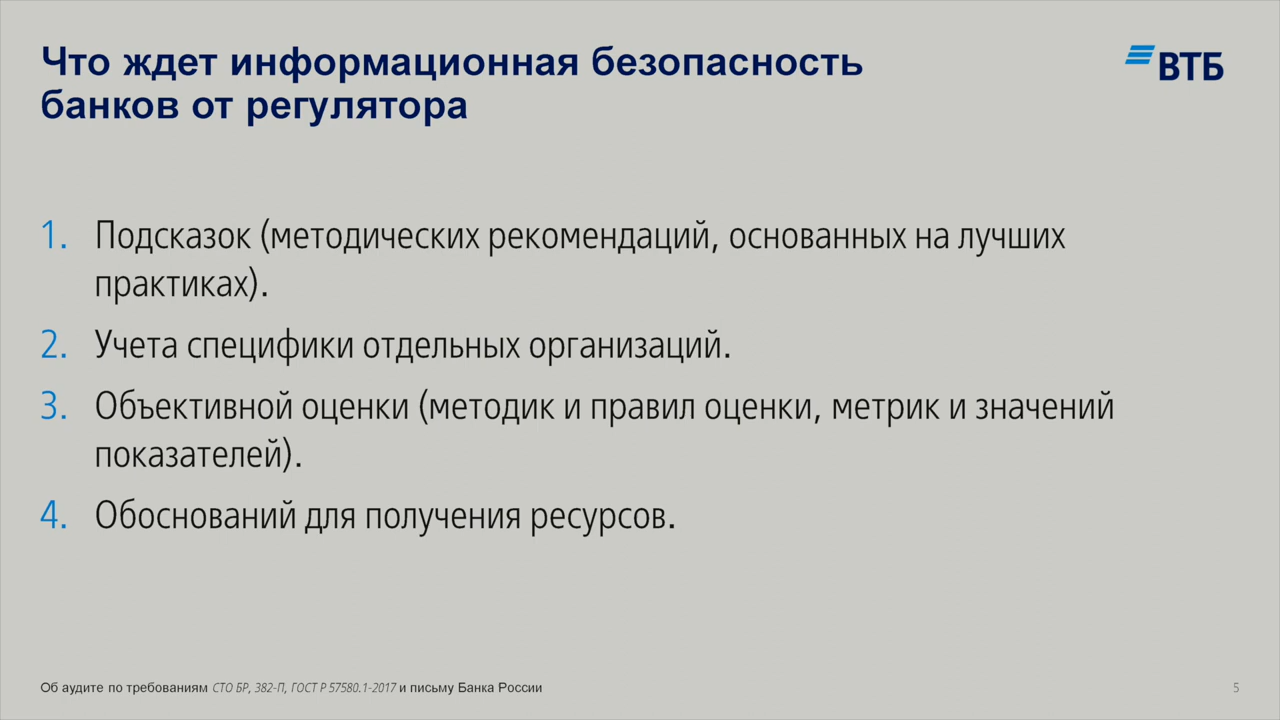 Что ждет информационная безопасность
банков от регулятора
ВТБ
1. Подсказок (методических рекомендаций, основанных на лучших
практиках).
2. Учета специфики отдельных организаций.
3. Объективной оценки (методик и правил оценки, метрик и значений
показателей).
4. Обоснований для получения ресурсов.
Об аудите по требованиям СТО БР, 382-П, ГОСТ Р 57580.1-2017 и письму Банка России
5